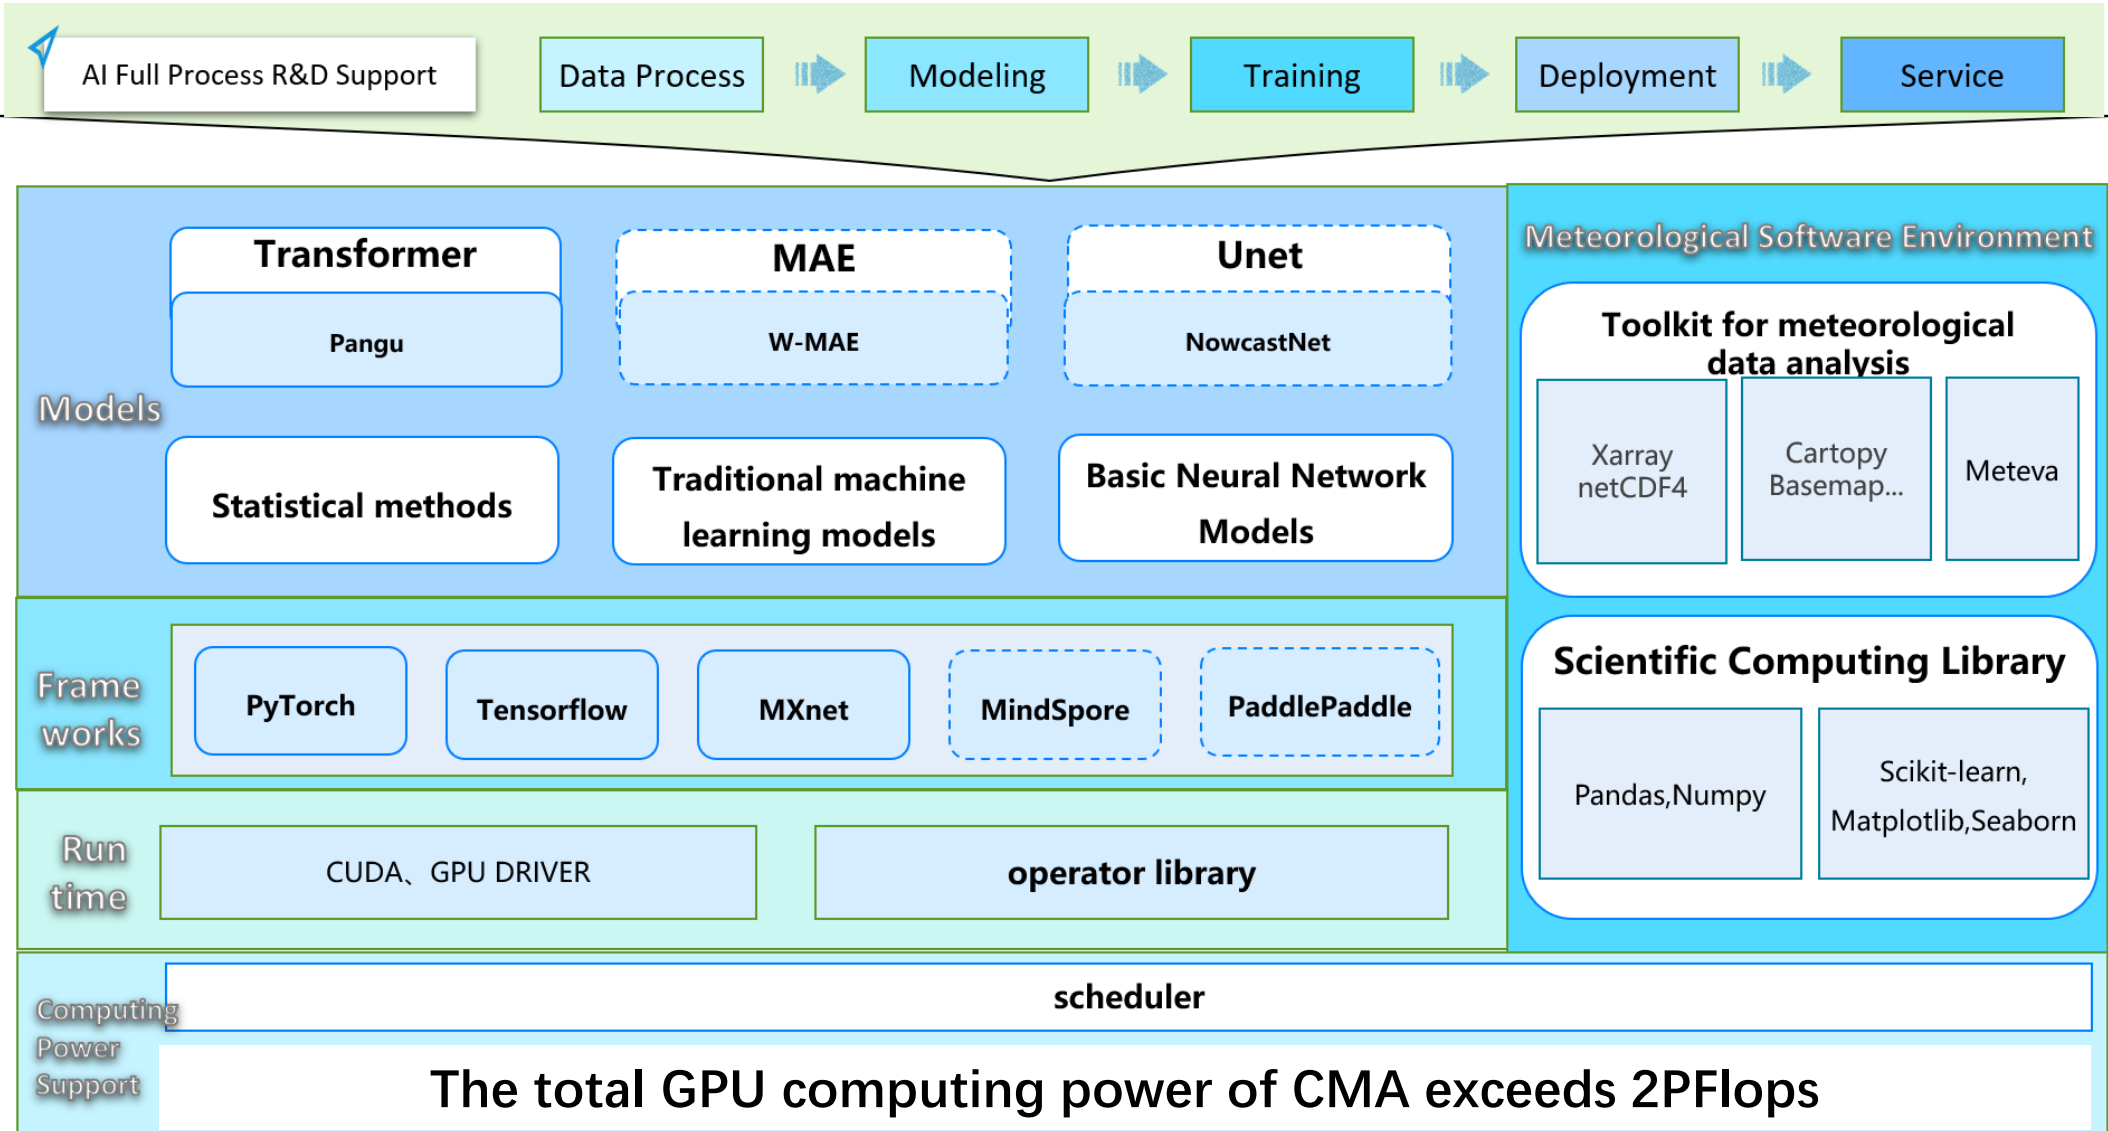 AI Full Process R&D Support
Data Process
Modeling
Training
Deployment
Service
Models
Transformer
Pangu
MAE
W-MAE
Unet
NowcastNet
Statistical methods
Traditional machine
learning models
Basic Neural Network
Models
Meteorological Software Environment
Toolkit for meteorological
data analysis
Xarray
netCDF4
Cartopy
Basemap...
Meteva
Scientific Computing Library
Pandas,Numpy
Scikit-learn,
Matplotlib,Seaborn
Frame
works
PyTorch
Tensorflow
MXnet
MindSpore
PaddlePaddle
Run
time
CUDA、GPU DRIVER
operator library
Computing
Power
Support
scheduler
The total GPU computing power of CMA exceeds 2PFlops